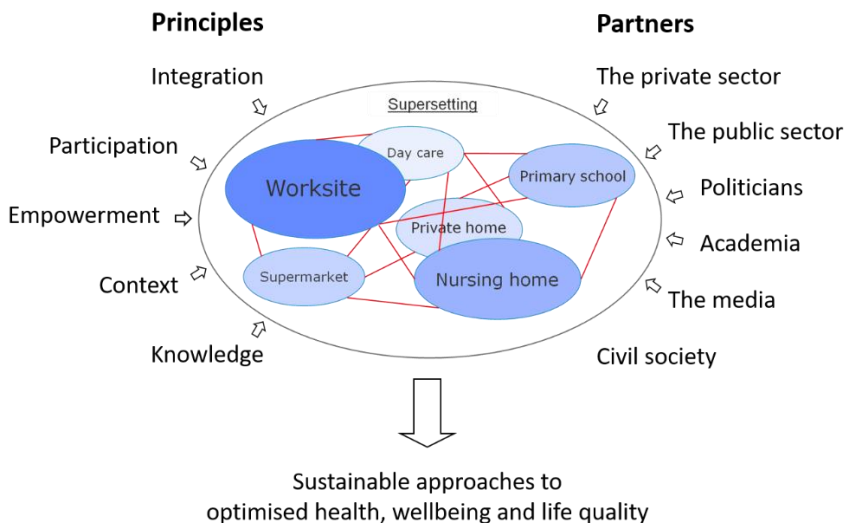 Principles
Partners
Integration
The private sector
Supersetting
Participation
The public sector
Day care
Worksite
Primary school
Politicians
Empowerment
Private home
Academia
Context
Supermarket
Nursing home
The media
Knowledge
Civil society
Sustainable approaches to
optimised health, wellbeing and life quality